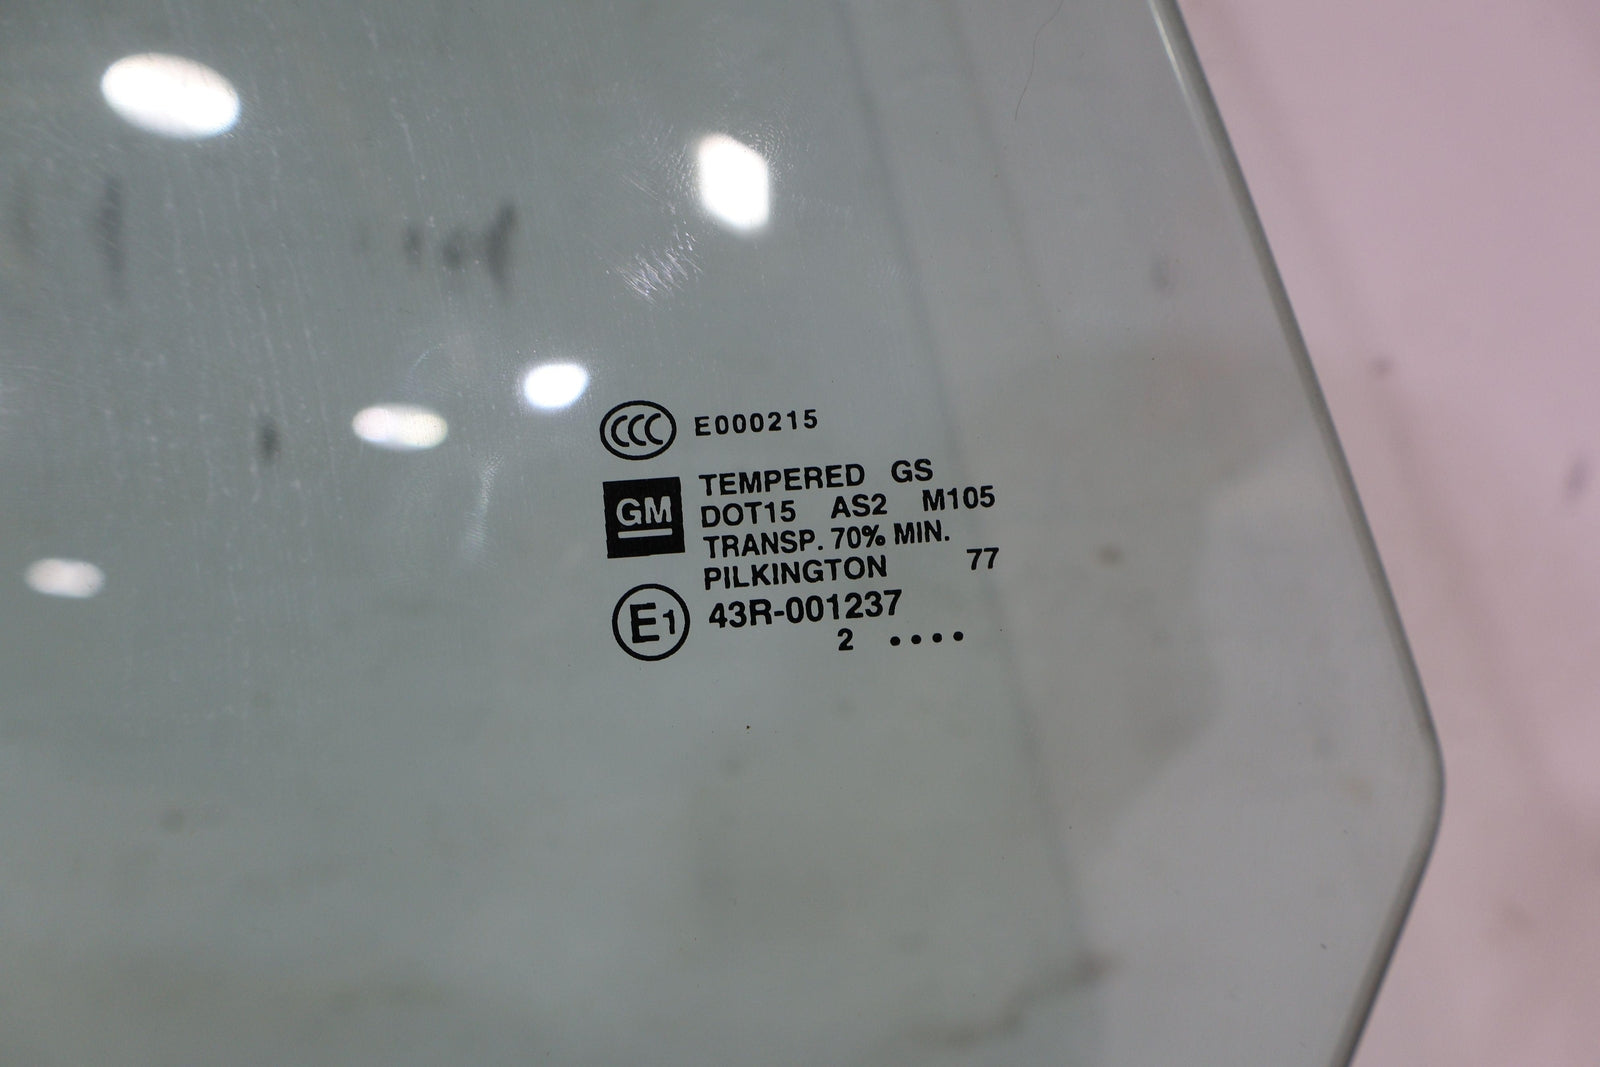 CCC E000215
GM TEMPERED GS
DOT15 AS2 M105
TRANSP. 70% MIN.
PILKINGTON 77
E1 43R-001237
2 ....